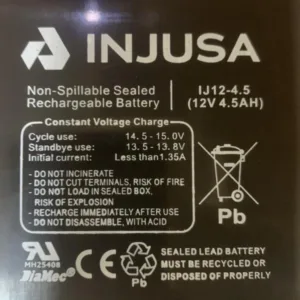 INJUSA
Non-Spillable Sealed
Rechargeable Battery
IJ12-4.5
(12V 4.5AH)
Constant Voltage Charge
Cycle use: 14.5 - 15.0V
Standbye use: 13.5 - 13.8V
Initial current: Less than 1.35A
- DO NOT INCINERATE
- DO NOT CUT TERMINALS, RISK OF FIRE
- DO NOT LOAD IN SEALED BOX,
RISK OF EXPLOSION
- RECHARGE IMMEDIATELY AFTER USE
- DO NOT DISASSEMBLE, WITH ACID
Pb
MH25408
DiaMec
CE
Pb
SEALED LEAD BATTERY
MUST BE RECYCLED OR
DISPOSED OF PROPERLY